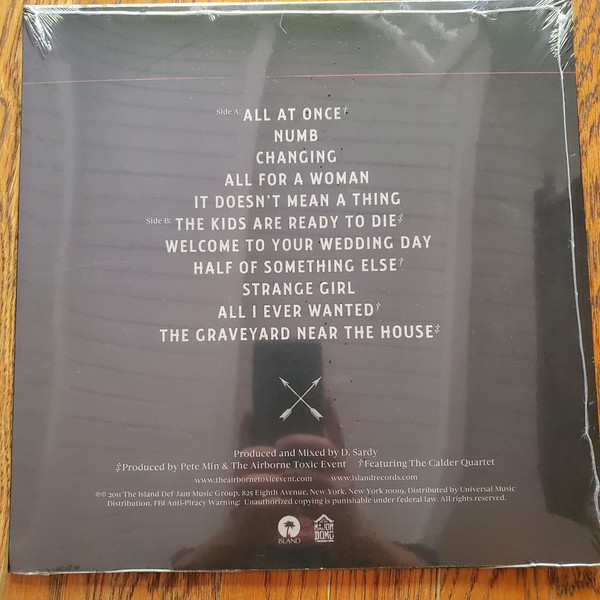 Side A: ALL AT ONCE†
NUMB
CHANGING
ALL FOR A WOMAN
IT DOESN'T MEAN A THING
Side B: THE KIDS ARE READY TO DIE‡
WELCOME TO YOUR WEDDING DAY
HALF OF SOMETHING ELSE†
STRANGE GIRL
ALL I EVER WANTED†
THE GRAVEYARD NEAR THE HOUSE‡
Produced and Mixed by D. Sardy
‡Produced by Pete Min & The Airborne Toxic Event †Featuring The Calder Quartet
www.theairbornetoxicevent.com www.islandrecords.com
℗© 2011 The Island Def Jam Music Group, 825 Eighth Avenue, New York, New York 10019. Distributed by Universal Music
Distribution, FBI Anti-Piracy Warning: Unauthorized copying is punishable under federal law. All rights reserved.
ISLAND
MAJOR
DOMO